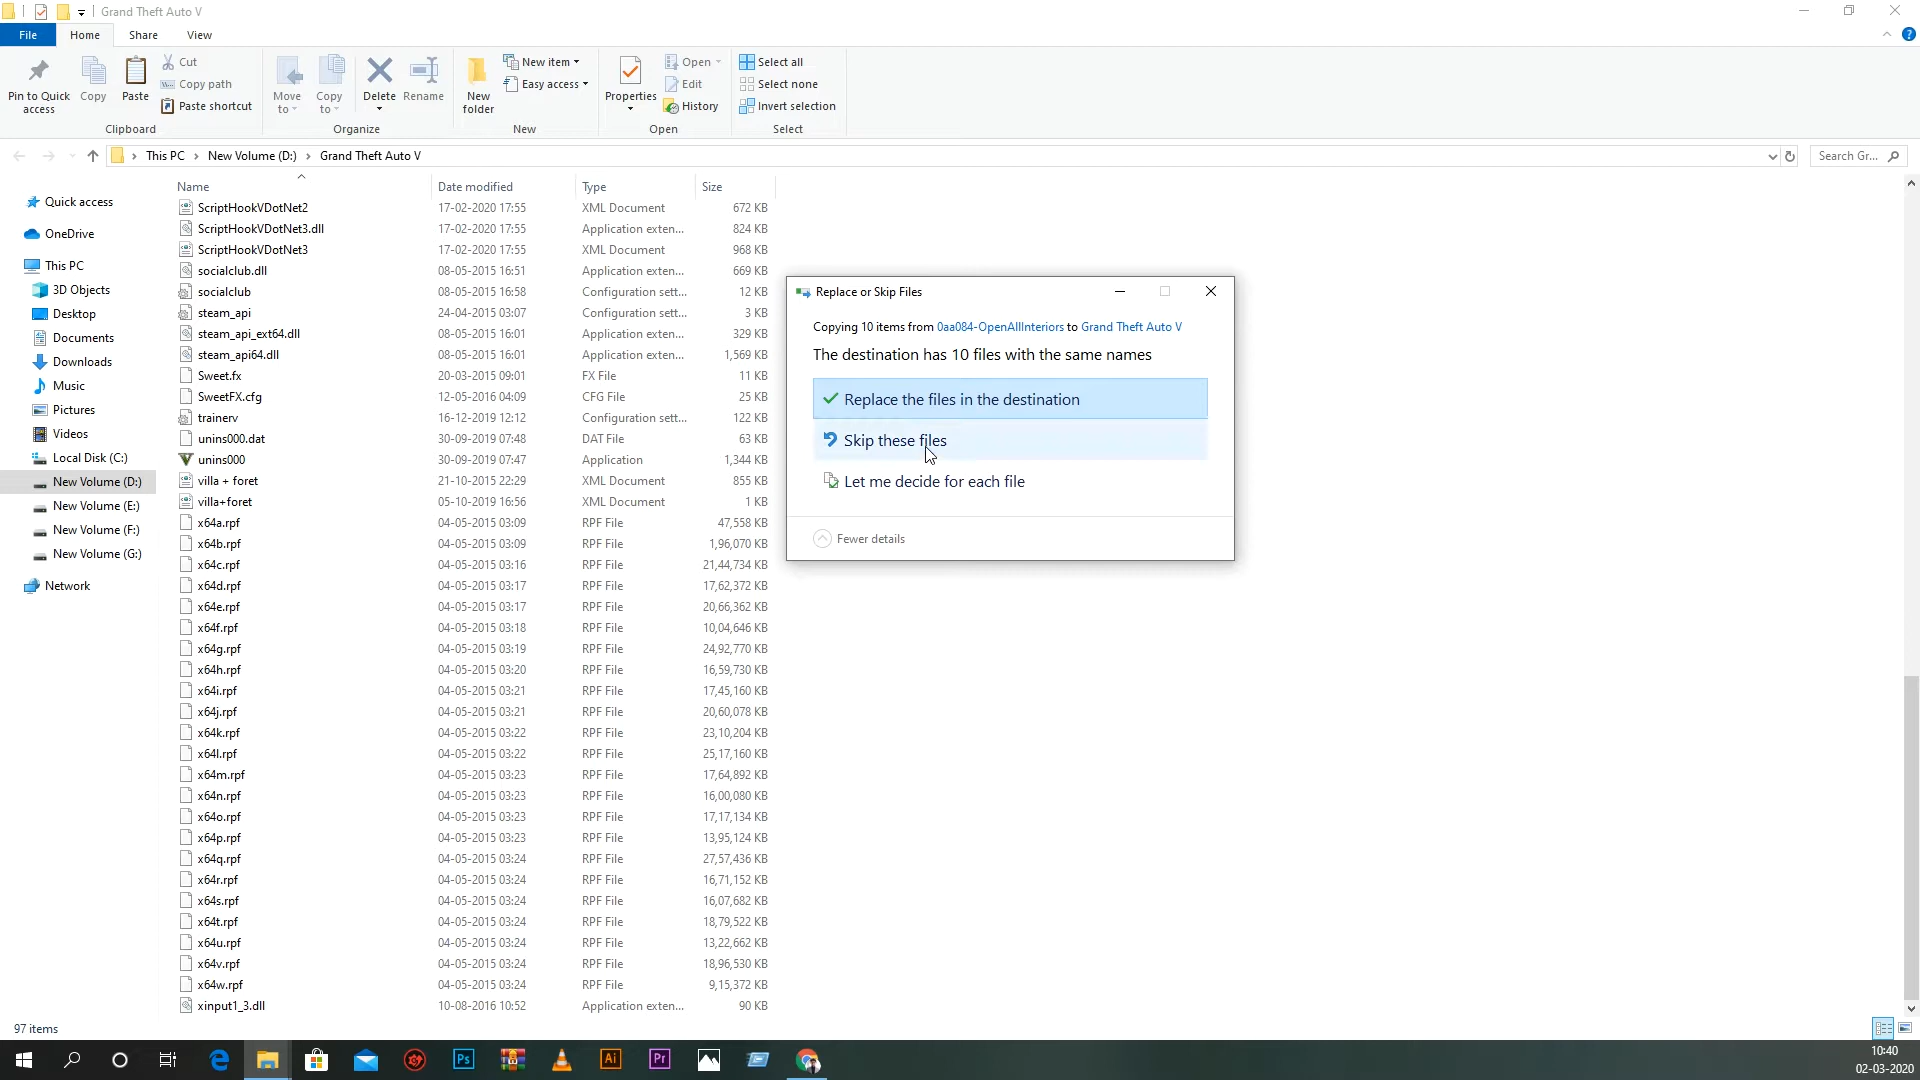 Grand Theft Auto V
File Home Share View
Pin to Quick access
Copy
Paste
Cut
Copy path
Paste shortcut
Clipboard
Move to
Copy to
Delete
Rename
Organize
New folder
New item
Easy access
New
Properties
Open
Edit
History
Open
Select all
Select none
Invert selection
Select
This PC > New Volume (D:) > Grand Theft Auto V
Search Gr...
Quick access
OneDrive
This PC
3D Objects
Desktop
Documents
Downloads
Music
Pictures
Videos
Local Disk (C:)
New Volume (D:)
New Volume (E:)
New Volume (F:)
New Volume (G:)
Network
Name Date modified Type Size
ScriptHookVDotNet2 17-02-2020 17:55 XML Document 672 KB
ScriptHookVDotNet3.dll 17-02-2020 17:55 Application exten... 824 KB
ScriptHookVDotNet3 17-02-2020 17:55 XML Document 968 KB
socialclub.dll 08-05-2015 16:51 Application exten... 669 KB
socialclub 08-05-2015 16:58 Configuration sett... 12 KB
steam_api 24-04-2015 03:07 Configuration sett... 3 KB
steam_api_ext64.dll 08-05-2015 16:01 Application exten... 329 KB
steam_api64.dll 08-05-2015 16:01 Application exten... 1,569 KB
Sweet.fx 20-03-2015 09:01 FX File 11 KB
SweetFX.cfg 12-05-2016 04:09 CFG File 25 KB
trainerv 16-12-2019 12:12 Configuration sett... 122 KB
unins000.dat 30-09-2019 07:48 DAT File 63 KB
unins000 30-09-2019 07:47 Application 1,344 KB
villa + foret 21-10-2015 22:29 XML Document 855 KB
villa+foret 05-10-2019 16:56 XML Document 1 KB
x64a.rpf 04-05-2015 03:09 RPF File 47,558 KB
x64b.rpf 04-05-2015 03:09 RPF File 1,96,070 KB
x64c.rpf 04-05-2015 03:16 RPF File 21,44,734 KB
x64d.rpf 04-05-2015 03:17 RPF File 17,62,372 KB
x64e.rpf 04-05-2015 03:17 RPF File 20,66,362 KB
x64f.rpf 04-05-2015 03:18 RPF File 10,04,646 KB
x64g.rpf 04-05-2015 03:19 RPF File 24,92,770 KB
x64h.rpf 04-05-2015 03:20 RPF File 16,59,730 KB
x64i.rpf 04-05-2015 03:21 RPF File 17,45,160 KB
x64j.rpf 04-05-2015 03:21 RPF File 20,60,078 KB
x64k.rpf 04-05-2015 03:22 RPF File 23,10,204 KB
x64l.rpf 04-05-2015 03:22 RPF File 25,17,160 KB
x64m.rpf 04-05-2015 03:23 RPF File 17,64,892 KB
x64n.rpf 04-05-2015 03:23 RPF File 16,00,080 KB
x64o.rpf 04-05-2015 03:23 RPF File 17,17,134 KB
x64p.rpf 04-05-2015 03:23 RPF File 13,95,124 KB
x64q.rpf 04-05-2015 03:24 RPF File 27,57,436 KB
x64r.rpf 04-05-2015 03:24 RPF File 16,71,152 KB
x64s.rpf 04-05-2015 03:24 RPF File 16,07,682 KB
x64t.rpf 04-05-2015 03:24 RPF File 18,79,522 KB
x64u.rpf 04-05-2015 03:24 RPF File 13,22,662 KB
x64v.rpf 04-05-2015 03:24 RPF File 18,96,530 KB
x64w.rpf 04-05-2015 03:24 RPF File 9,15,372 KB
xinput1_3.dll 10-08-2016 10:52 Application exten... 90 KB
Replace or Skip Files
Copying 10 items from 0aa084-OpenAllInteriors to Grand Theft Auto V
The destination has 10 files with the same names
Replace the files in the destination
Skip these files
Let me decide for each file
Fewer details
97 items
Ps
Ai
Pr
10:40
02-03-2020